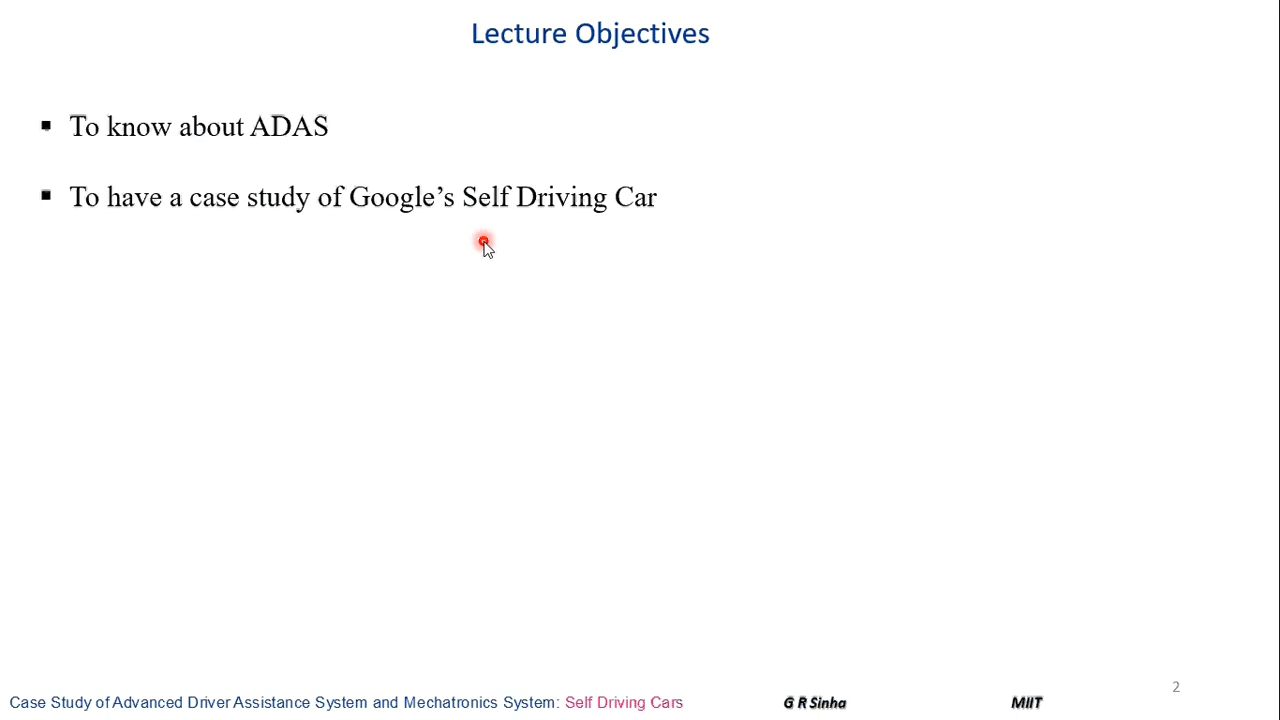 Lecture Objectives
▪ To know about ADAS
▪ To have a case study of Google’s Self Driving Car
2
Case Study of Advanced Driver Assistance System and Mechatronics System: Self Driving Cars G R Sinha MIIT